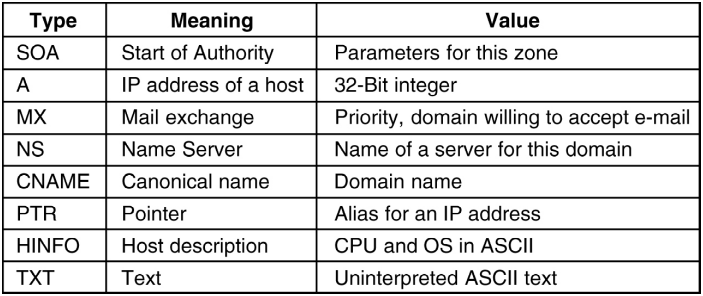 Type Meaning Value
SOA Start of Authority Parameters for this zone
A IP address of a host 32-Bit integer
MX Mail exchange Priority, domain willing to accept e-mail
NS Name Server Name of a server for this domain
CNAME Canonical name Domain name
PTR Pointer Alias for an IP address
HINFO Host description CPU and OS in ASCII
TXT Text Uninterpreted ASCII text